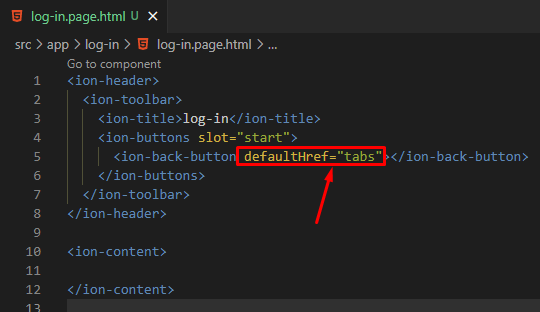 log-in.page.html U ×
src > app > log-in > log-in.page.html > ...
Go to component
1 <ion-header>
2 <ion-toolbar>
3 <ion-title>log-in</ion-title>
4 <ion-buttons slot="start">
5 <ion-back-button defaultHref="tabs"></ion-back-button>
6 </ion-buttons>
7 </ion-toolbar>
8 </ion-header>
9
10 <ion-content>
11
12 </ion-content>
13